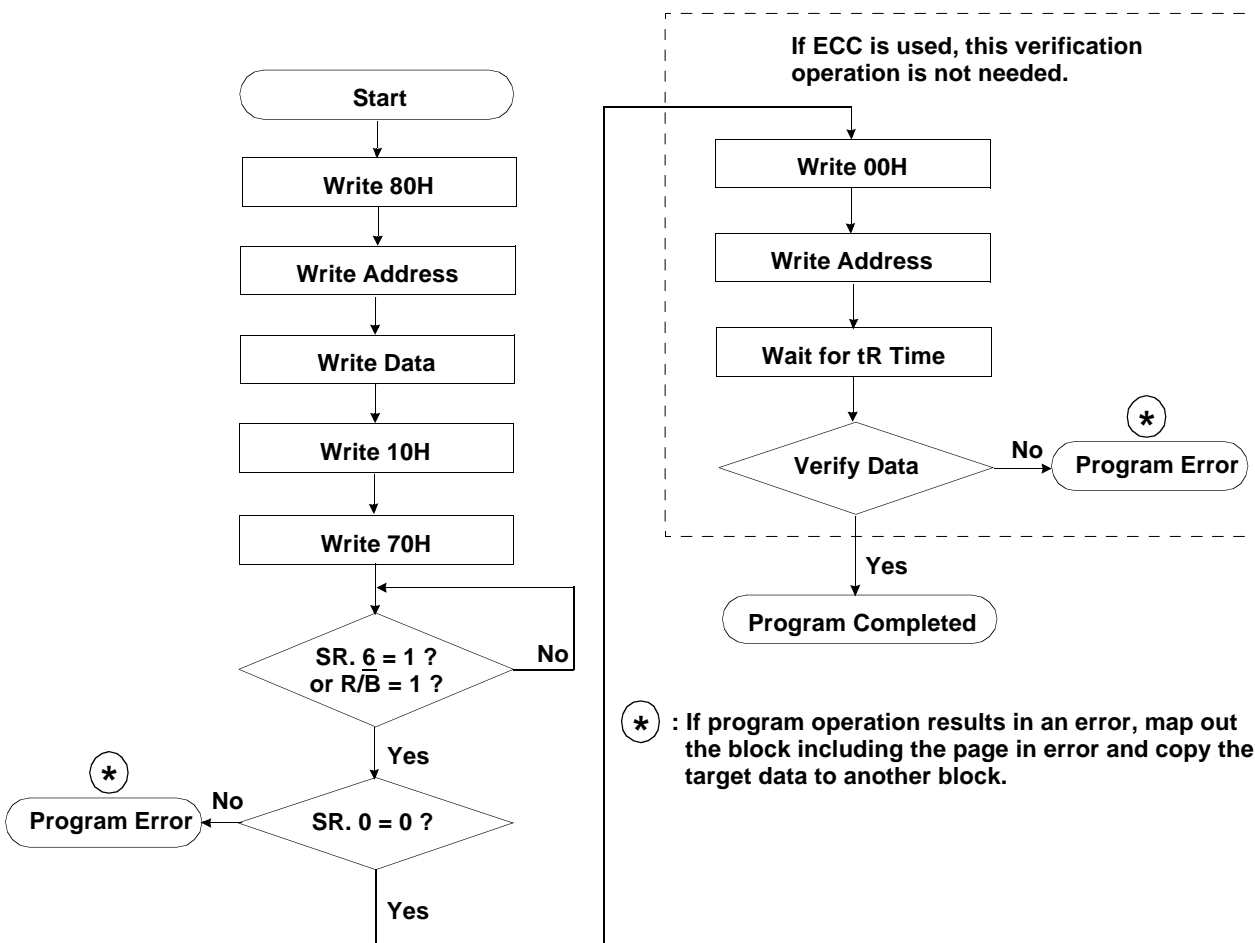 Start
Write 80H
Write Address
Write Data
Write 10H
Write 70H
SR. 6 = 1 ?
or R/B̅ = 1 ?
No
Yes
SR. 0 = 0 ?
No
*
Program Error
Yes
If ECC is used, this verification
operation is not needed.
Write 00H
Write Address
Wait for tR Time
Verify Data
No
*
Program Error
Yes
Program Completed
* : If program operation results in an error, map out
the block including the page in error and copy the
target data to another block.